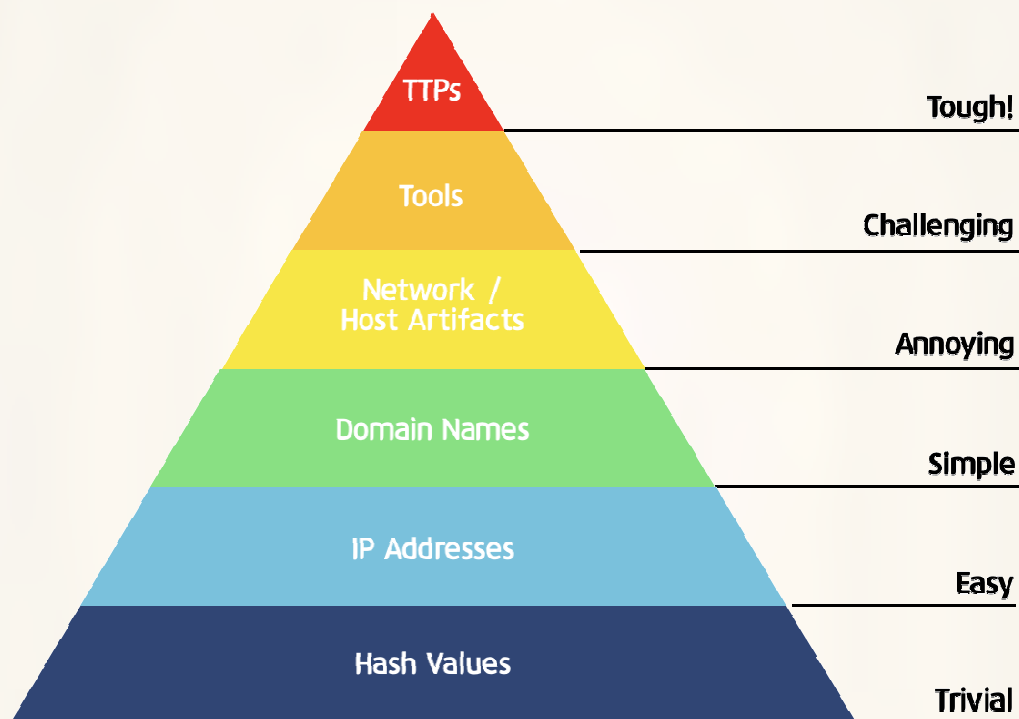 TTPs
Tough!
Tools
Challenging
Network /
Host Artifacts
Annoying
Domain Names
Simple
IP Addresses
Easy
Hash Values
Trivial